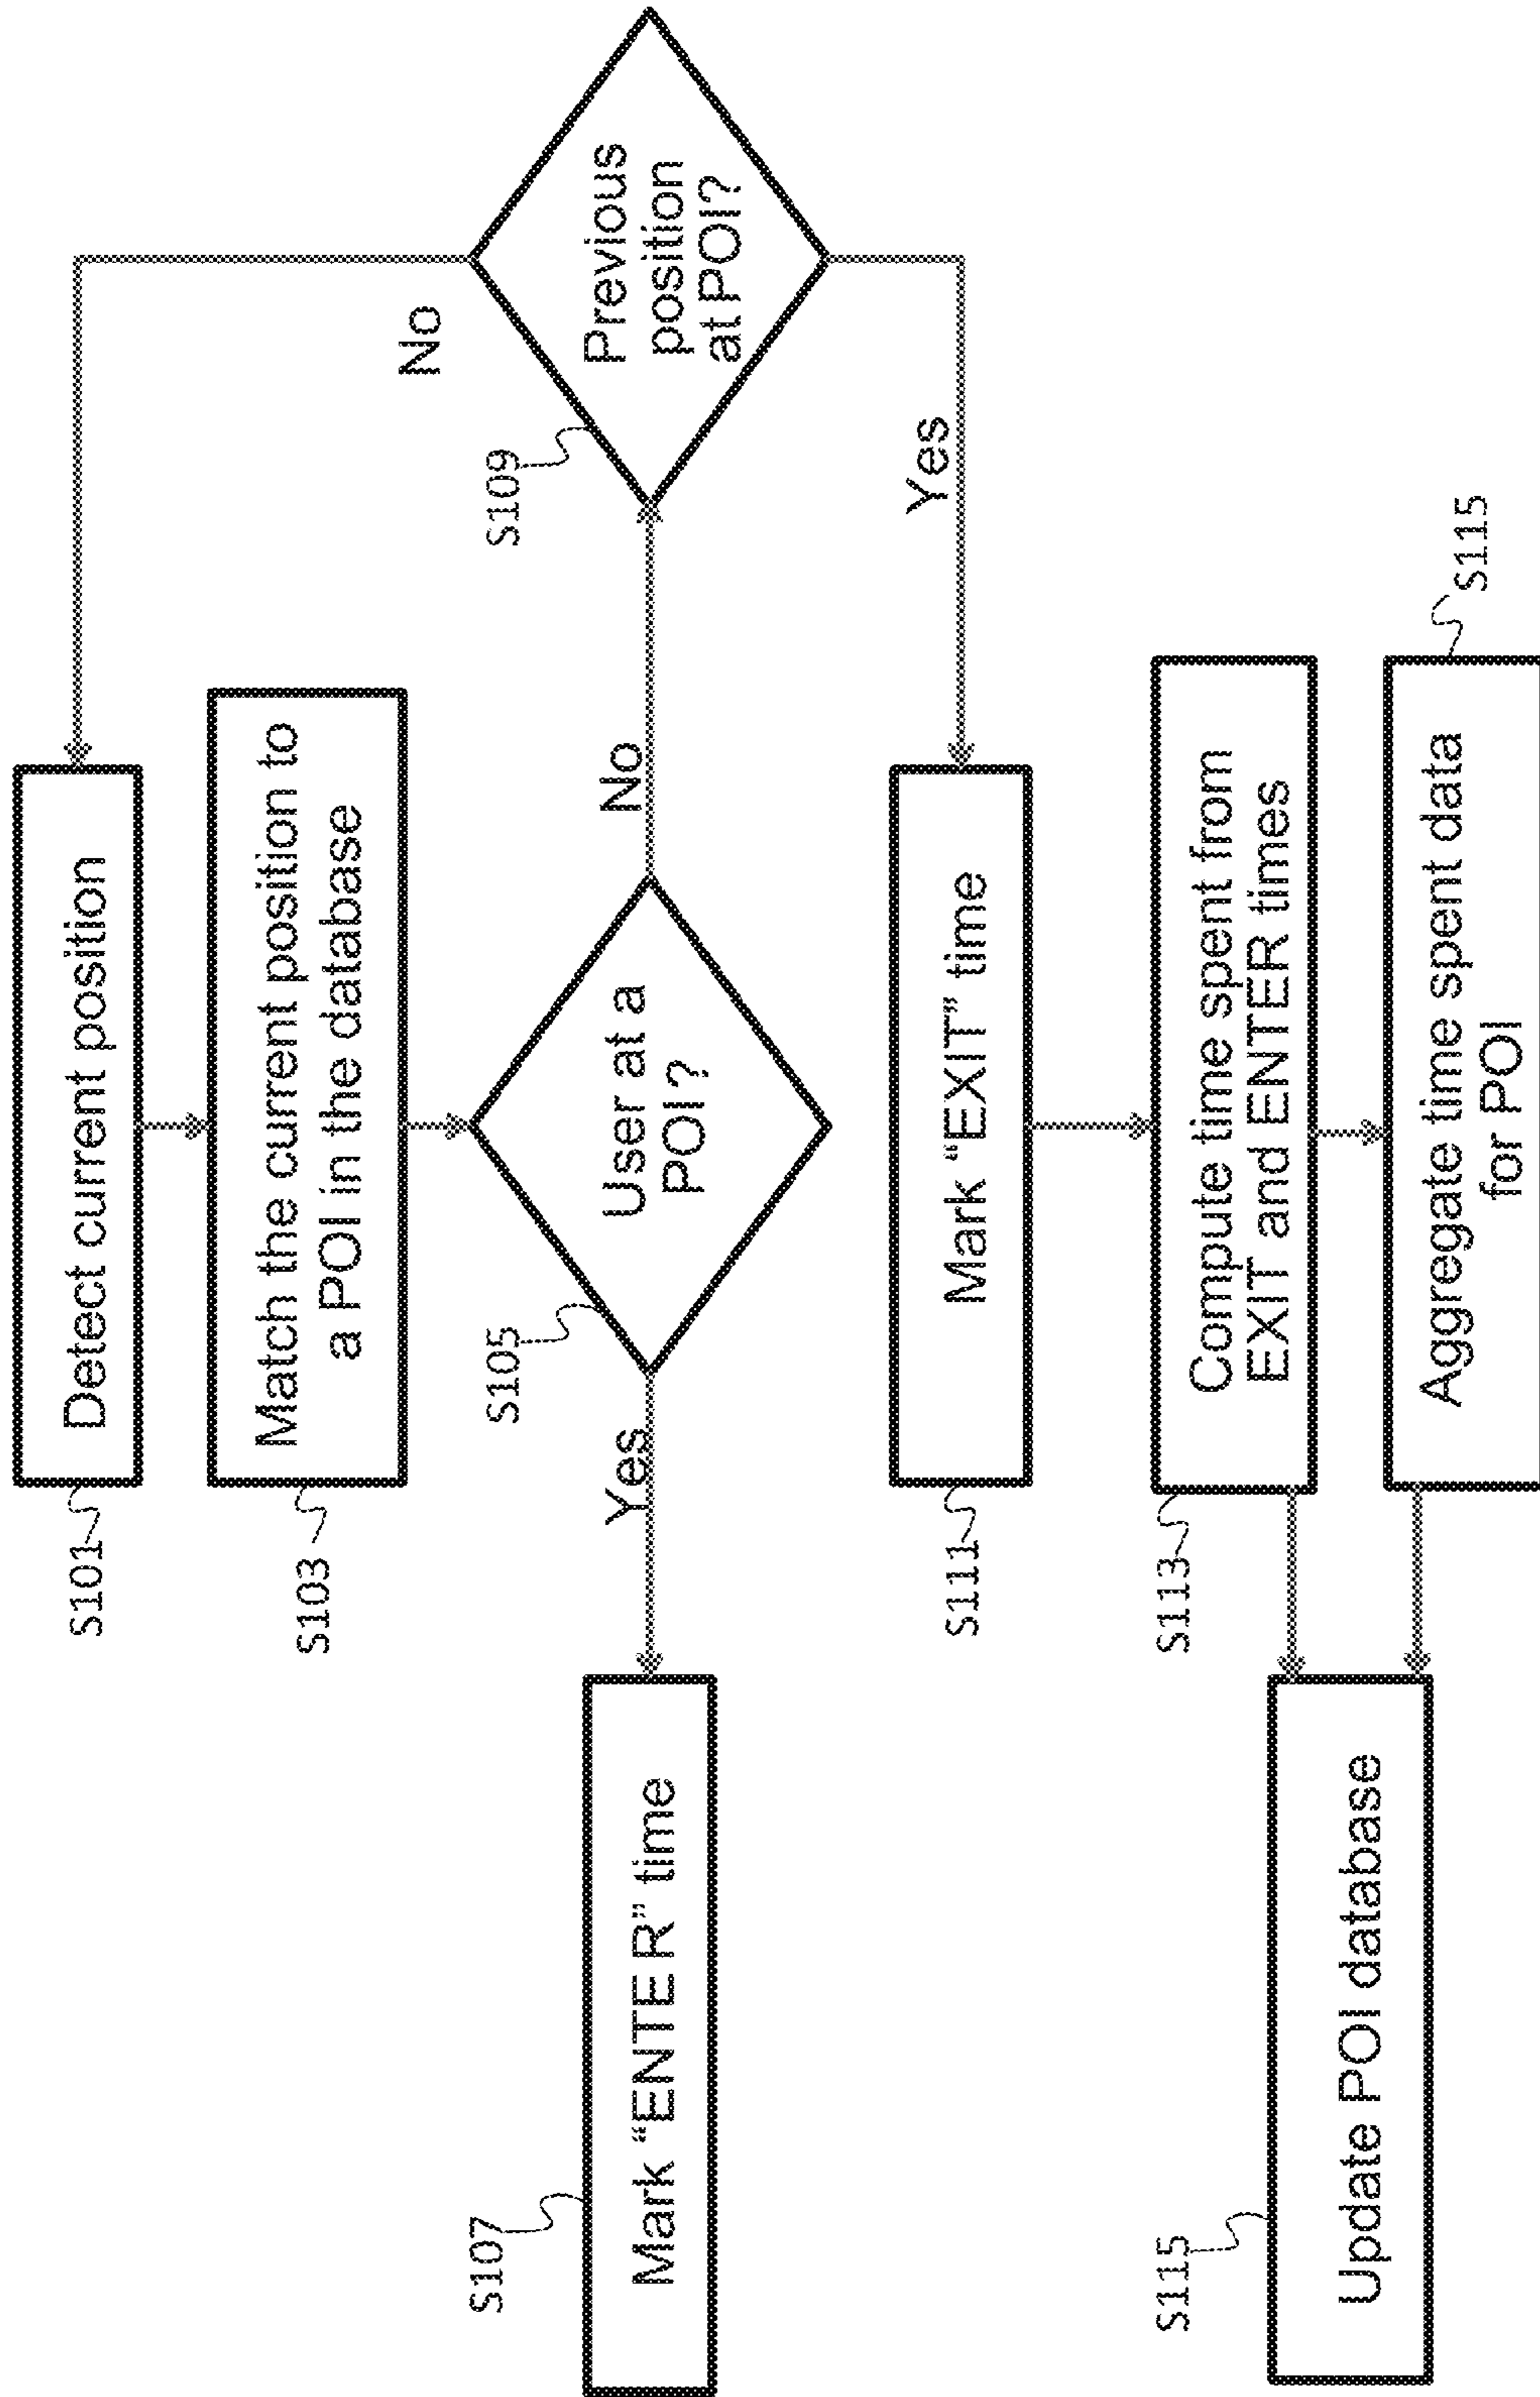 Detect current position
S101
Match the current position to
a POI in the database
S103
User at a
POI ?
S105
Yes
No
Mark “ENTER” time
S107
Previous
position
at POI?
S109
No
Yes
Mark “EXIT” time
S111
Compute time spent from
EXIT and ENTER times
S113
Aggregate time spent data
for POI
S115
Update POI database
S115